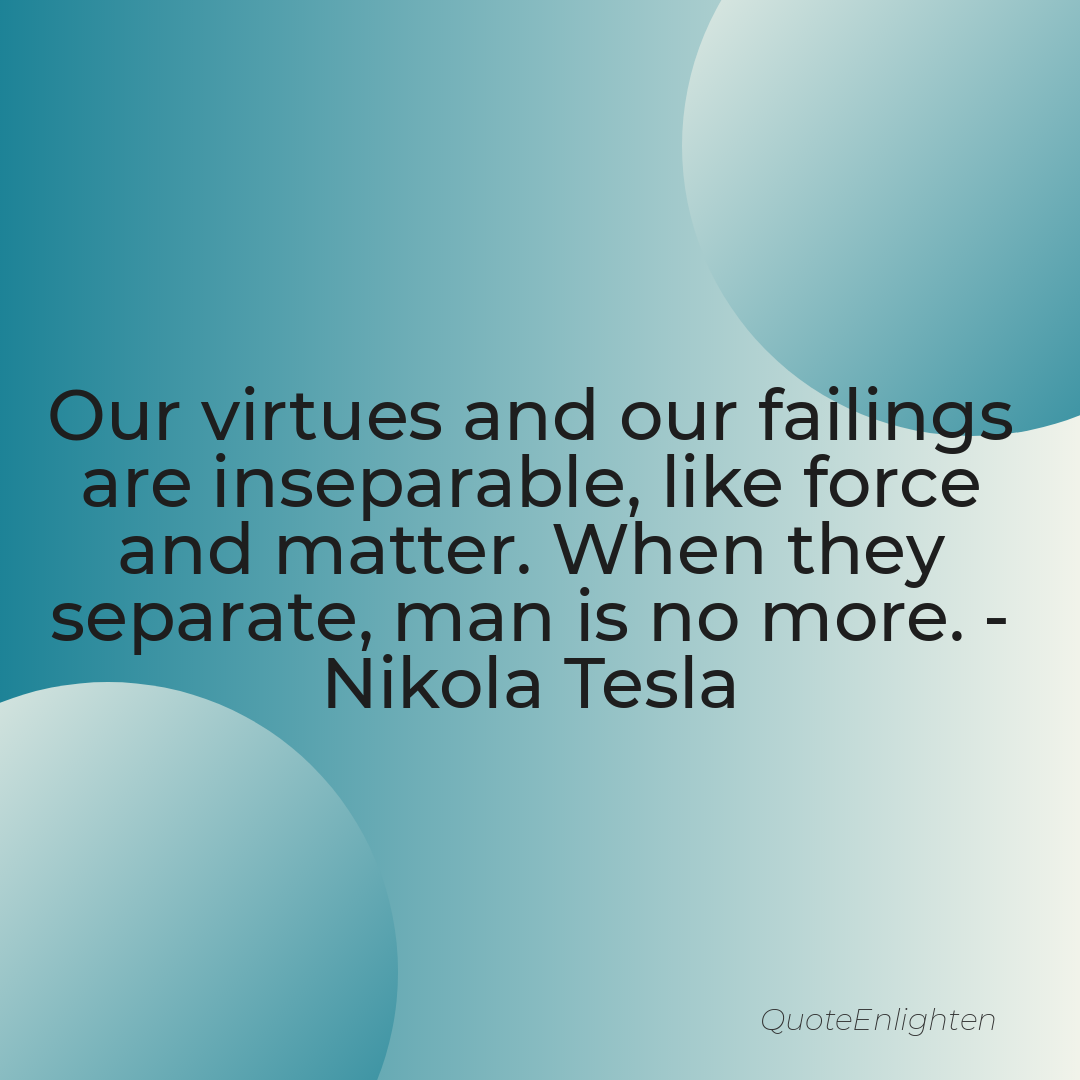 Our virtues and our failings
are inseparable, like force
and matter. When they
separate, man is no more. -
Nikola Tesla
QuoteEnlighten